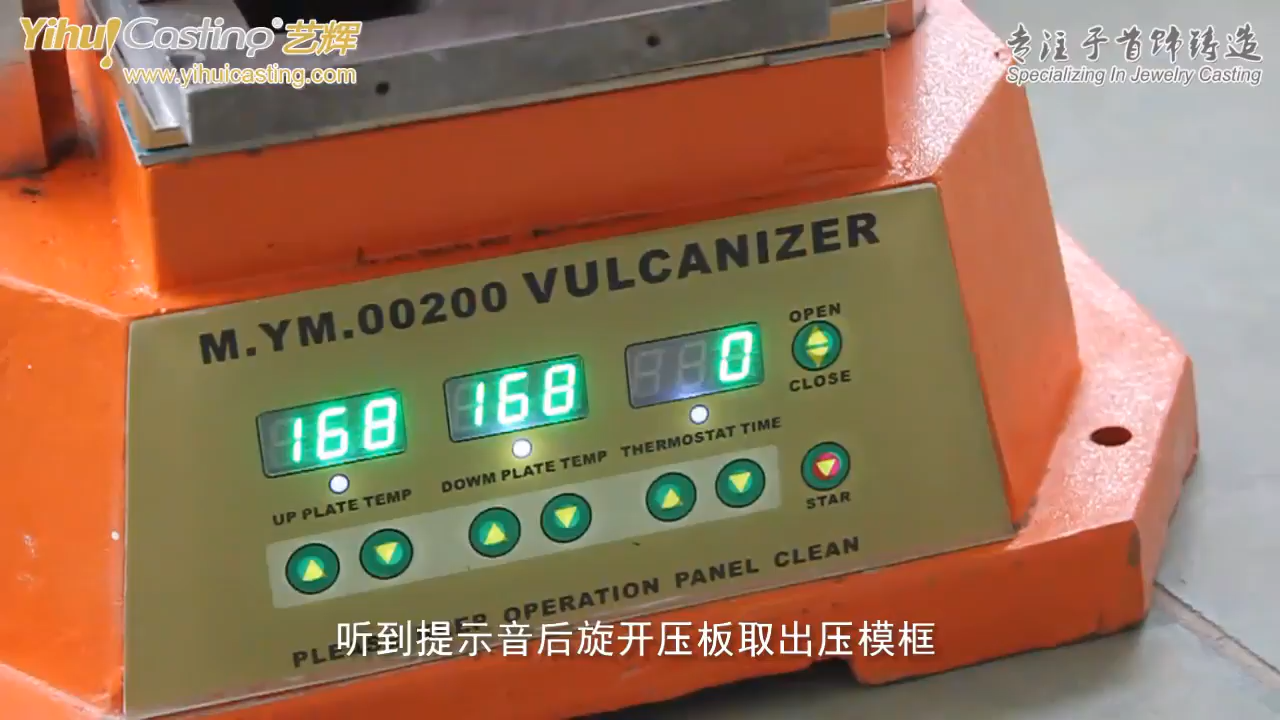 Yihui Casting 艺辉
www.yihuicasting.com
专注于首饰铸造
Specializing In Jewelry Casting
M.YM.00200 VULCANIZER
168
168
0
OPEN
CLOSE
UP PLATE TEMP
DOWM PLATE TEMP
THERMOSTAT TIME
STAR
OPERATION PANEL CLEAN
听到提示音后旋开压板取出压模框